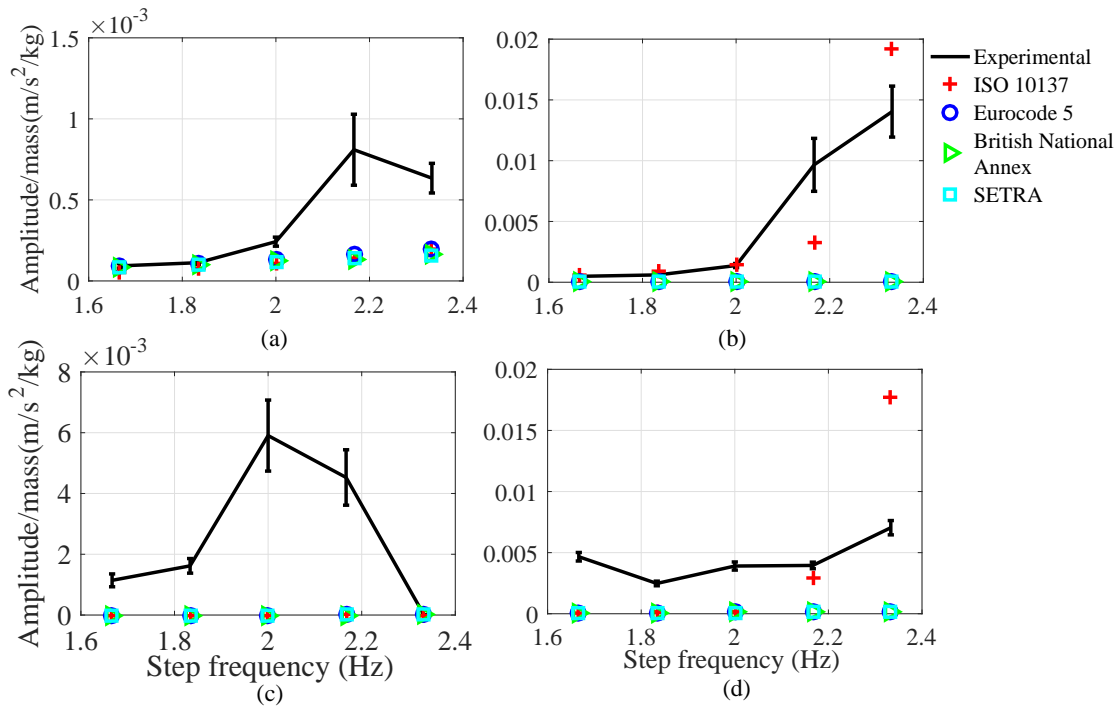 ×10⁻³
1.5
1
0.5
0
1.6 1.8 2 2.2 2.4
Amplitude/mass(m/s²/kg)
(a)
0.02
0.015
0.01
0.005
0
1.6 1.8 2 2.2 2.4
(b)
Experimental
ISO 10137
Eurocode 5
British National
Annex
SETRA
×10⁻³
8
6
4
2
0
1.6 1.8 2 2.2 2.4
Amplitude/mass(m/s²/kg)
Step frequency (Hz)
(c)
0.02
0.015
0.01
0.005
0
1.6 1.8 2 2.2 2.4
Step frequency (Hz)
(d)